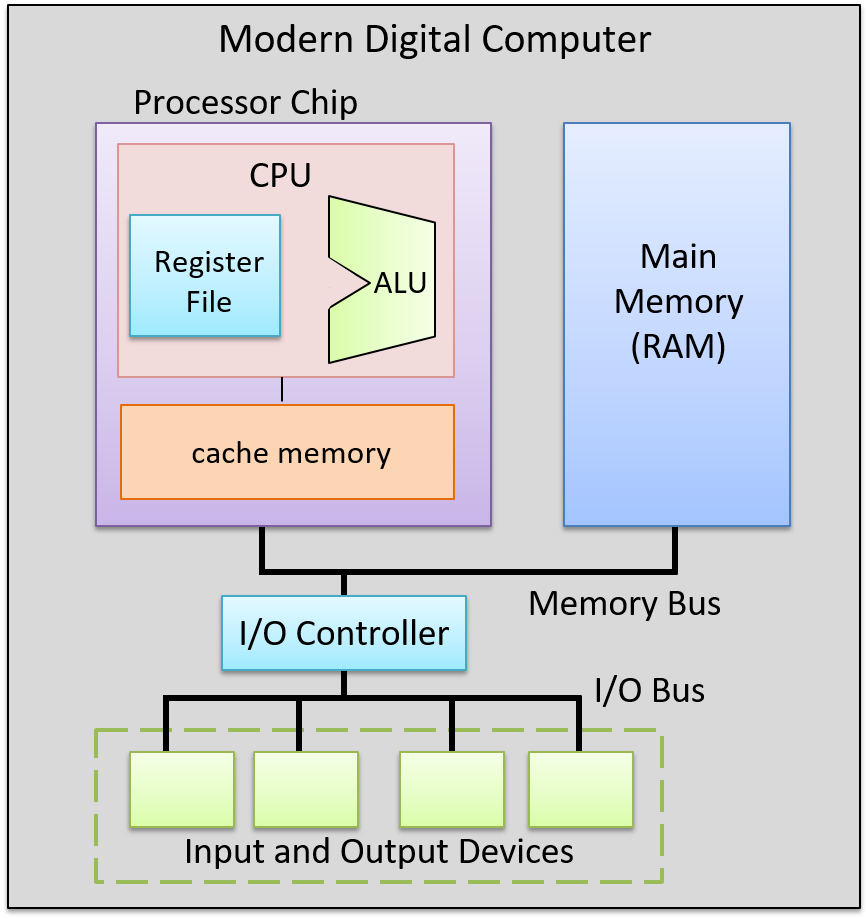 Modern Digital Computer
Processor Chip
CPU
Register
File
ALU
cache memory
Main
Memory
(RAM)
Memory Bus
I/O Controller
I/O Bus
Input and Output Devices